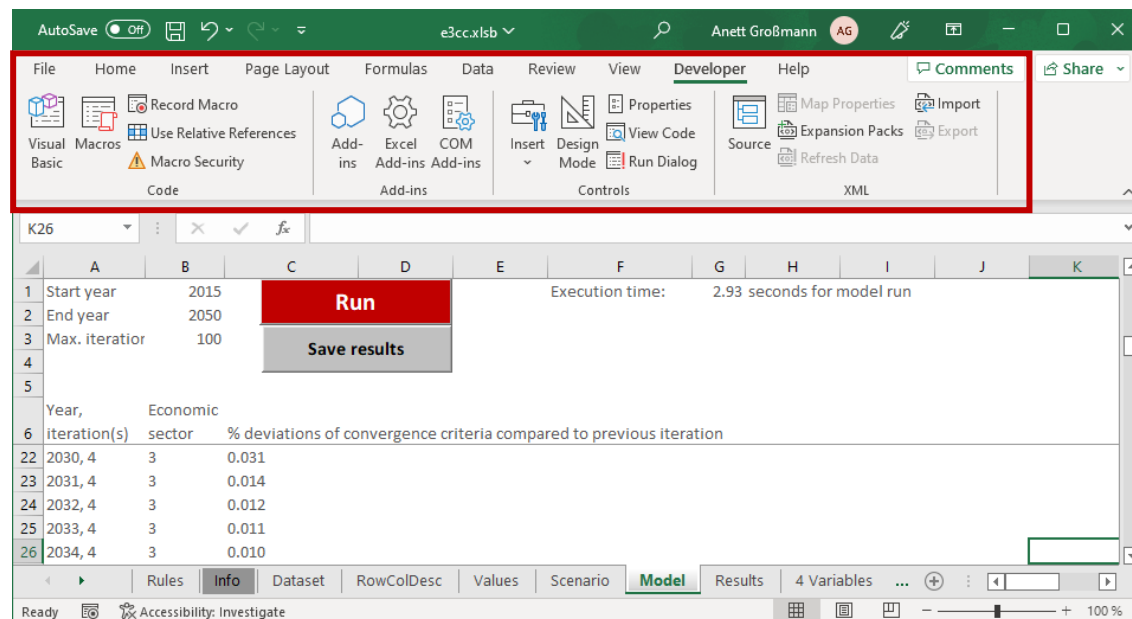 AutoSave Off e3cc.xlsb Anett Großmann AG
File Home Insert Page Layout Formulas Data Review View Developer Help Comments Share
Visual Basic
Macros
Record Macro
Use Relative References
Macro Security
Code
Add-ins
Excel Add-ins
COM Add-ins
Add-ins
Insert
Design Mode
Properties
View Code
Run Dialog
Controls
Source
Map Properties
Expansion Packs
Refresh Data
Import
Export
XML
K26 fx
A B C D E F G H I J K
1 Start year 2015 Run Execution time: 2.93 seconds for model run
2 End year 2050
3 Max. iteration 100 Save results
4
5
Year, Economic
6 iteration(s) sector % deviations of convergence criteria compared to previous iteration
22 2030, 4 3 0.031
23 2031, 4 3 0.014
24 2032, 4 3 0.012
25 2033, 4 3 0.011
26 2034, 4 3 0.010
Rules Info Dataset RowColDesc Values Scenario Model Results 4 Variables ...
Ready Accessibility: Investigate 100 %